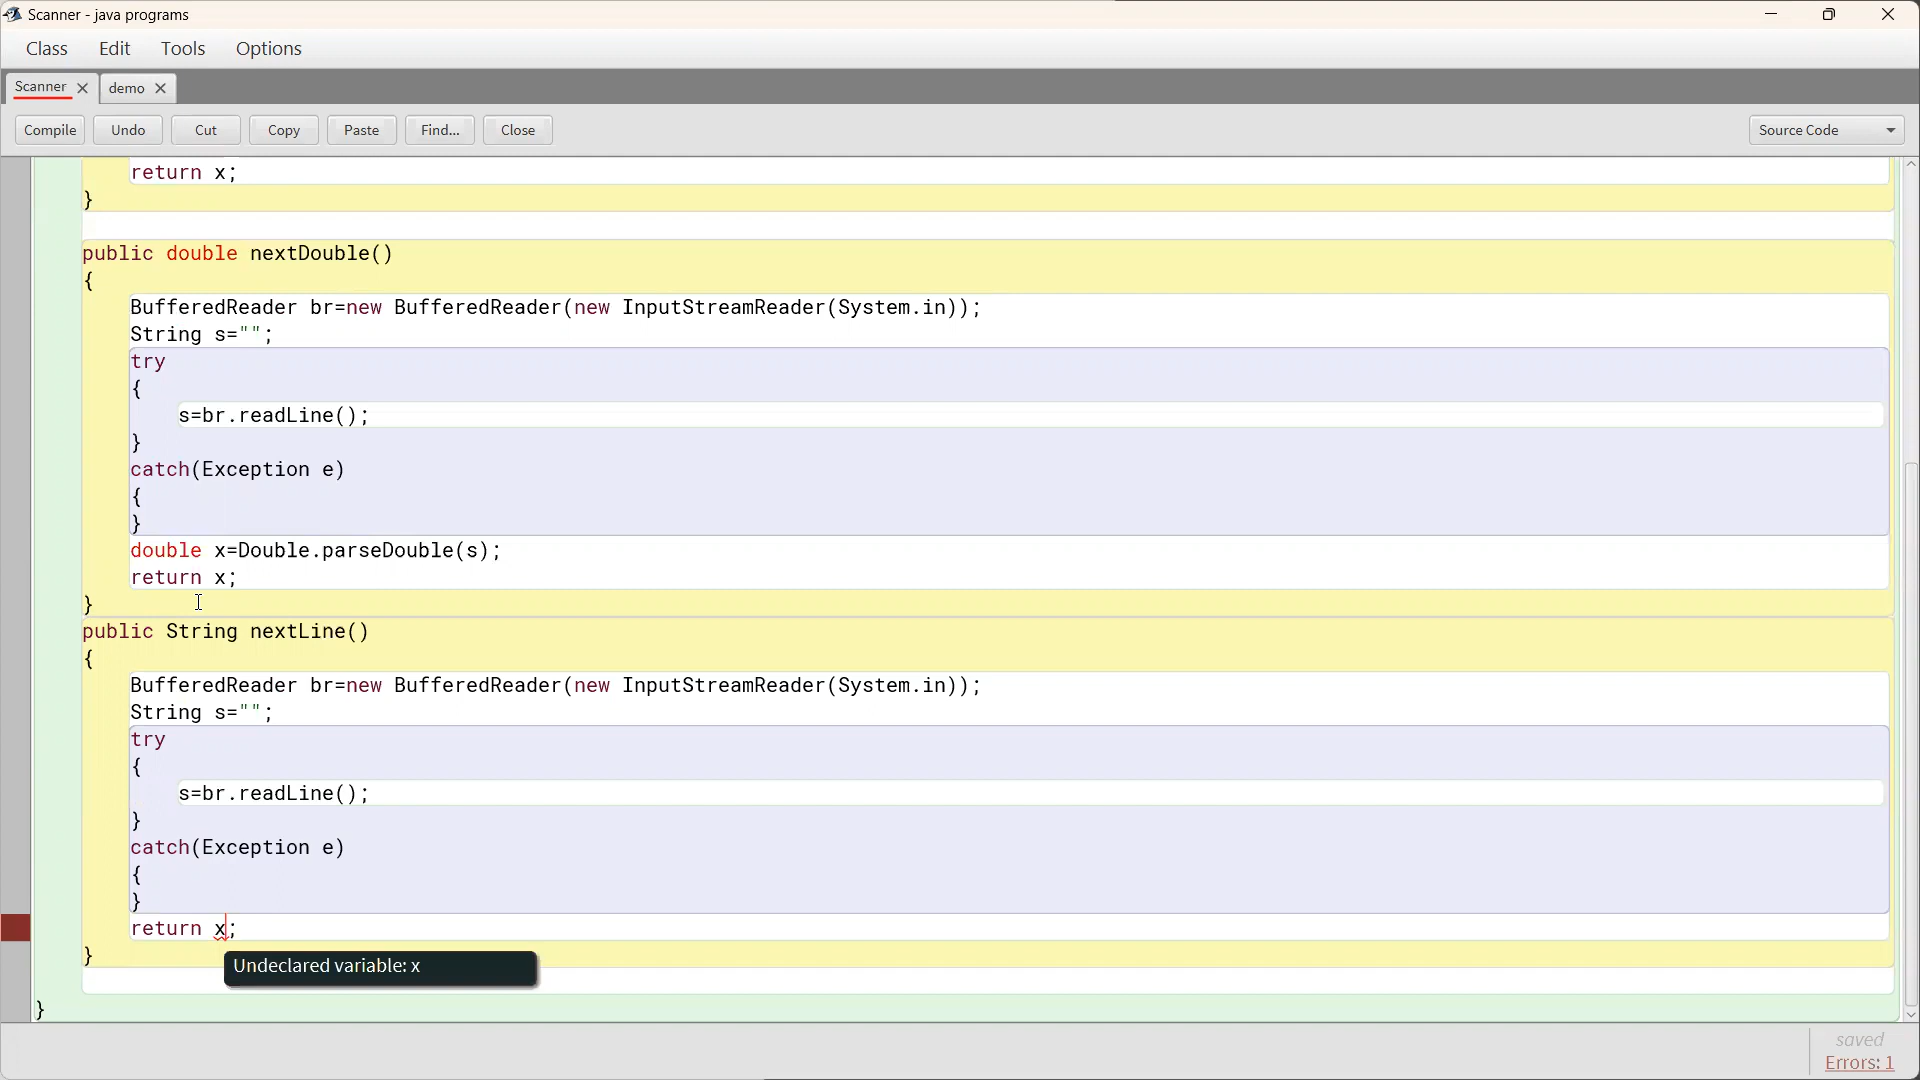 Scanner - java programs
Class Edit Tools Options
Scanner demo
Compile Undo Cut Copy Paste Find... Close Source Code
return x;
}
public double nextDouble()
{
BufferedReader br=new BufferedReader(new InputStreamReader(System.in));
String s="";
try
{
s=br.readLine();
}
catch(Exception e)
{
}
double x=Double.parseDouble(s);
return x;
}
public String nextLine()
{
BufferedReader br=new BufferedReader(new InputStreamReader(System.in));
String s="";
try
{
s=br.readLine();
}
catch(Exception e)
{
}
return x;
}
Undeclared variable: x
}
saved
Errors: 1